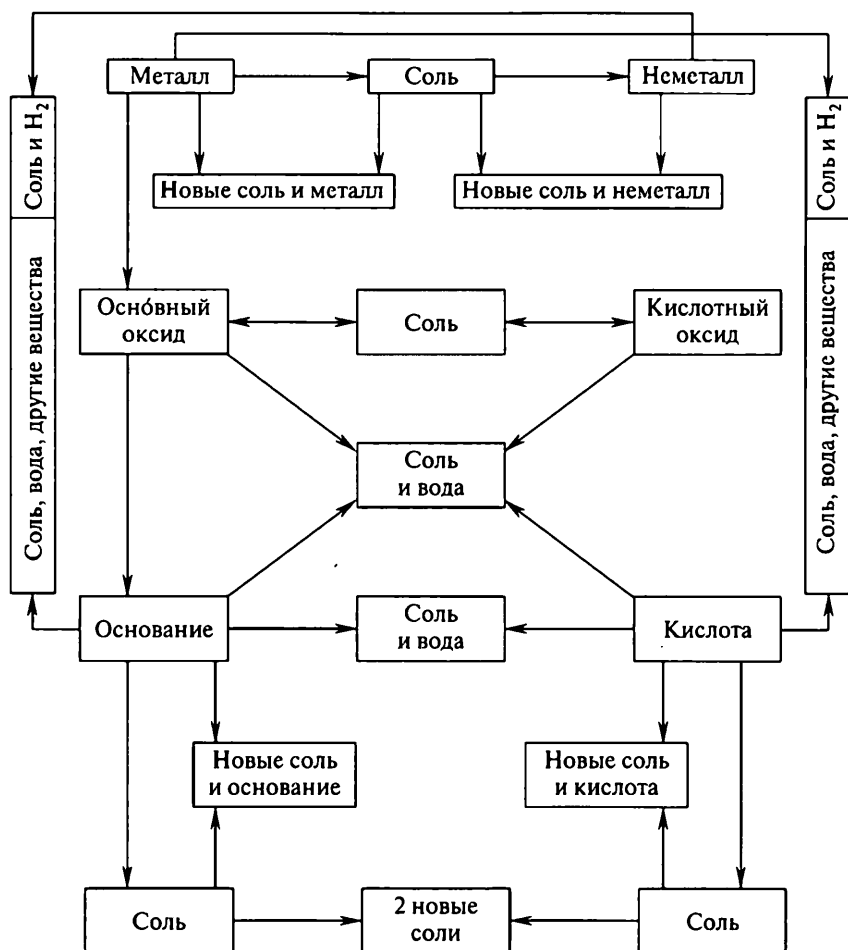 Металл
Соль
Неметалл
Соль и H₂
Соль и H₂
Новые соль и металл
Новые соль и неметалл
Соль, вода, другие вещества
Соль, вода, другие вещества
Осно́вный
оксид
Соль
Кислотный
оксид
Соль
и вода
Основание
Соль
и вода
Кислота
Новые соль
и основание
Новые соль
и кислота
Соль
2 новые
соли
Соль